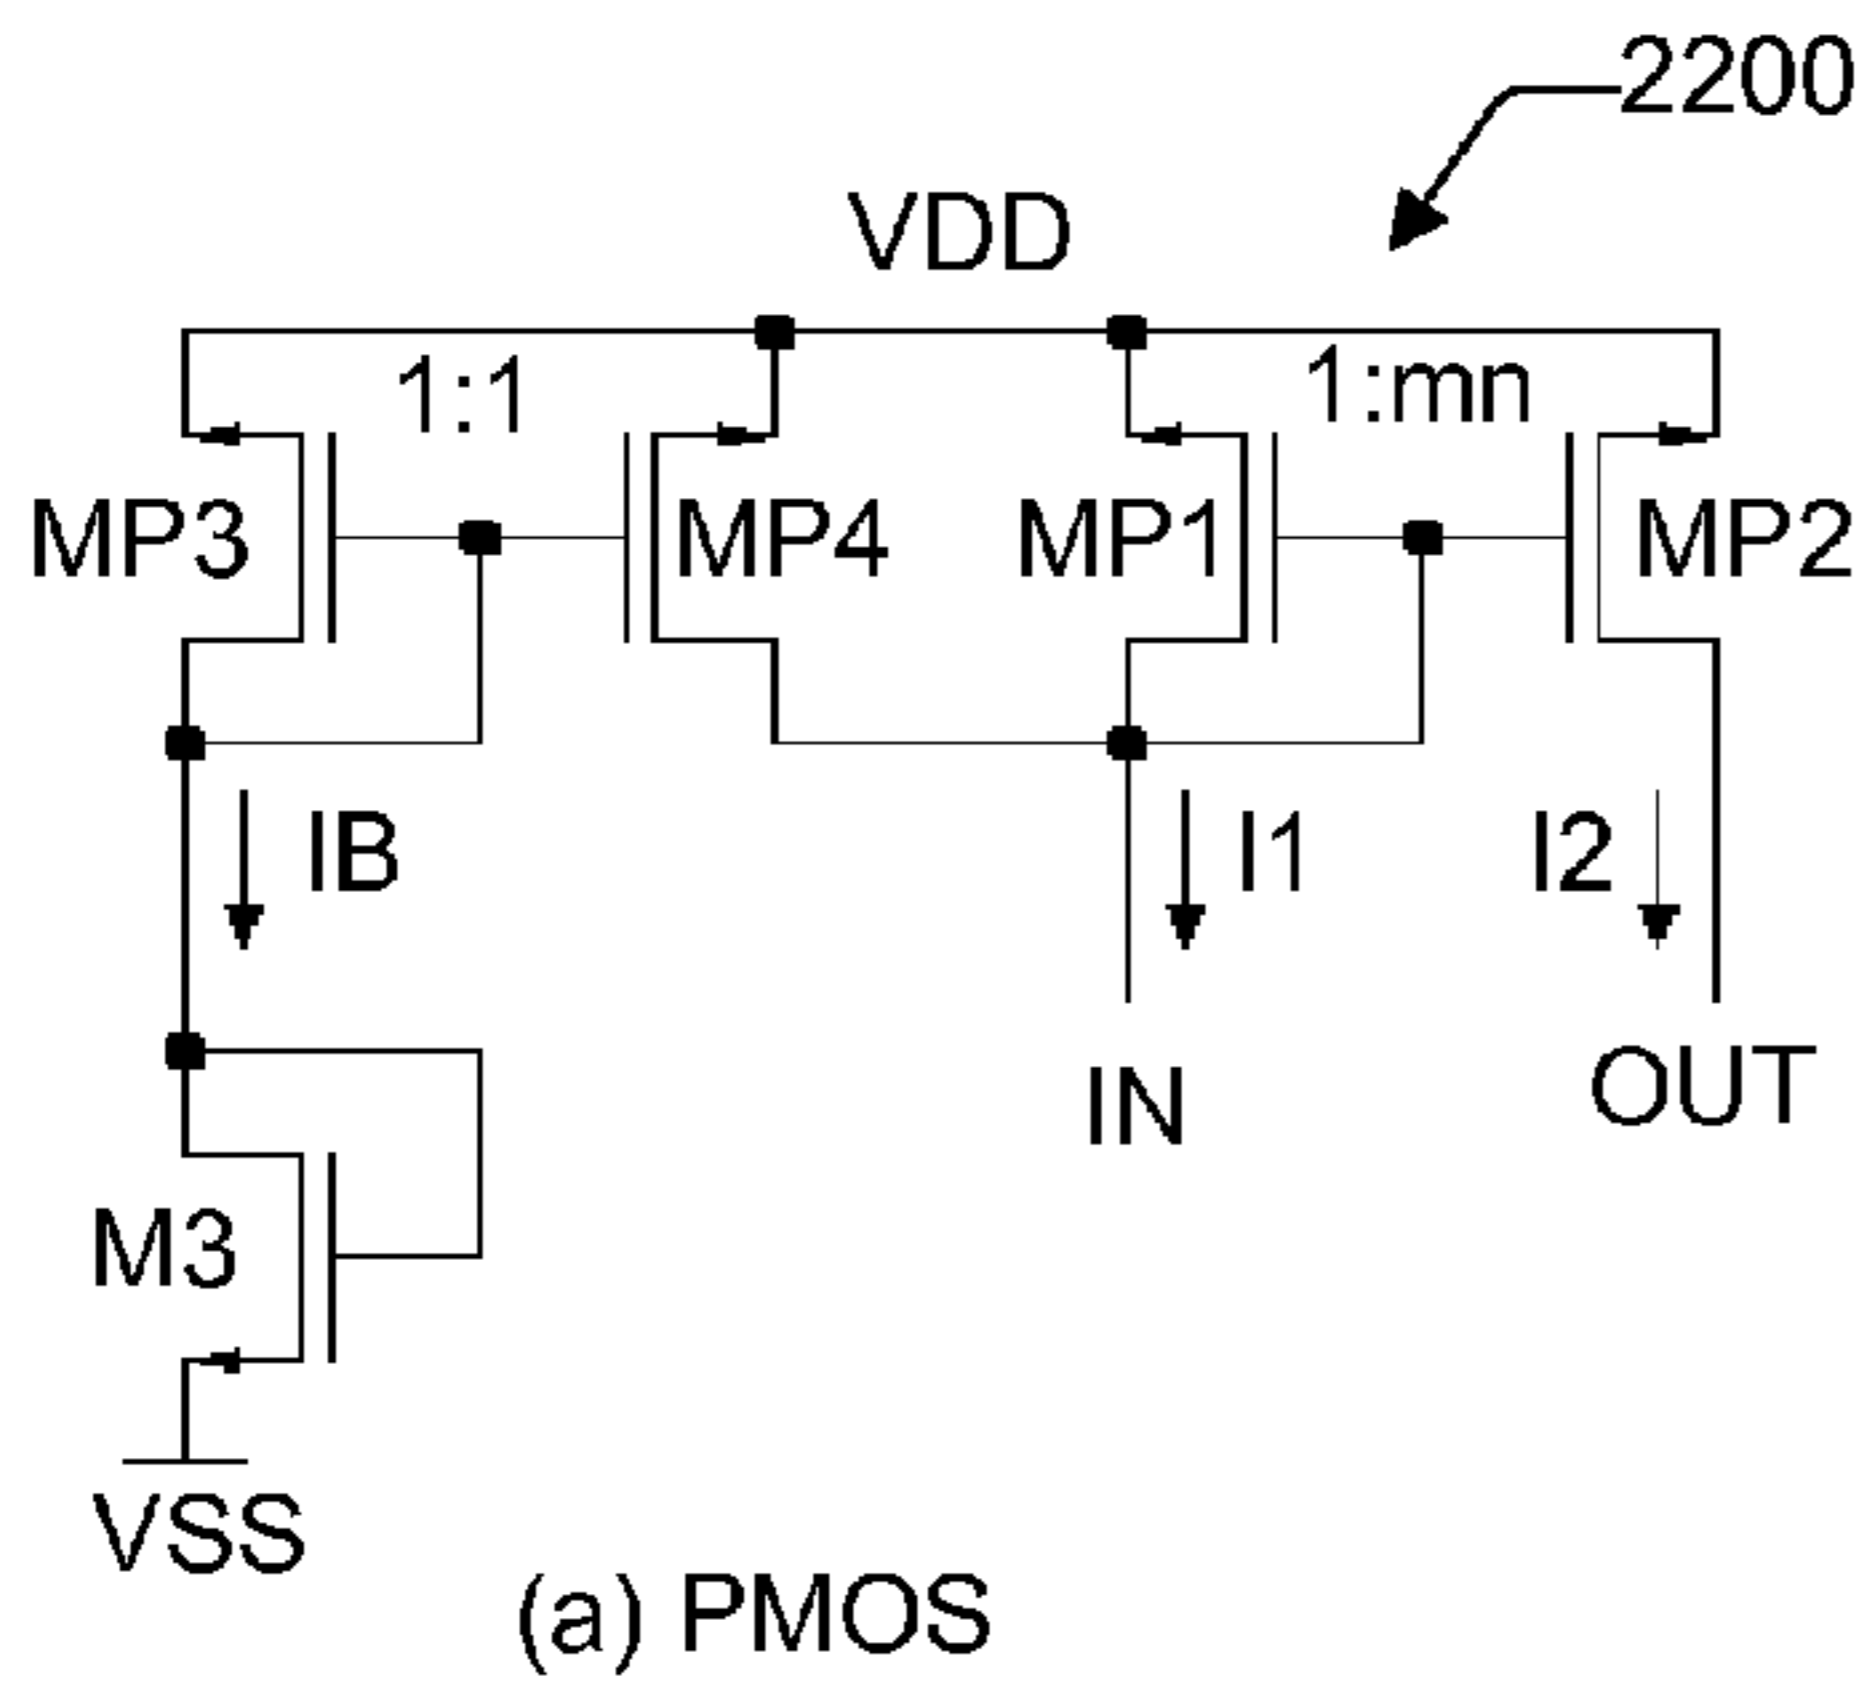 2200
VDD
1:1
1:mn
MP3
MP4
MP1
MP2
IB
I1
I2
IN
OUT
M3
VSS
(a) PMOS